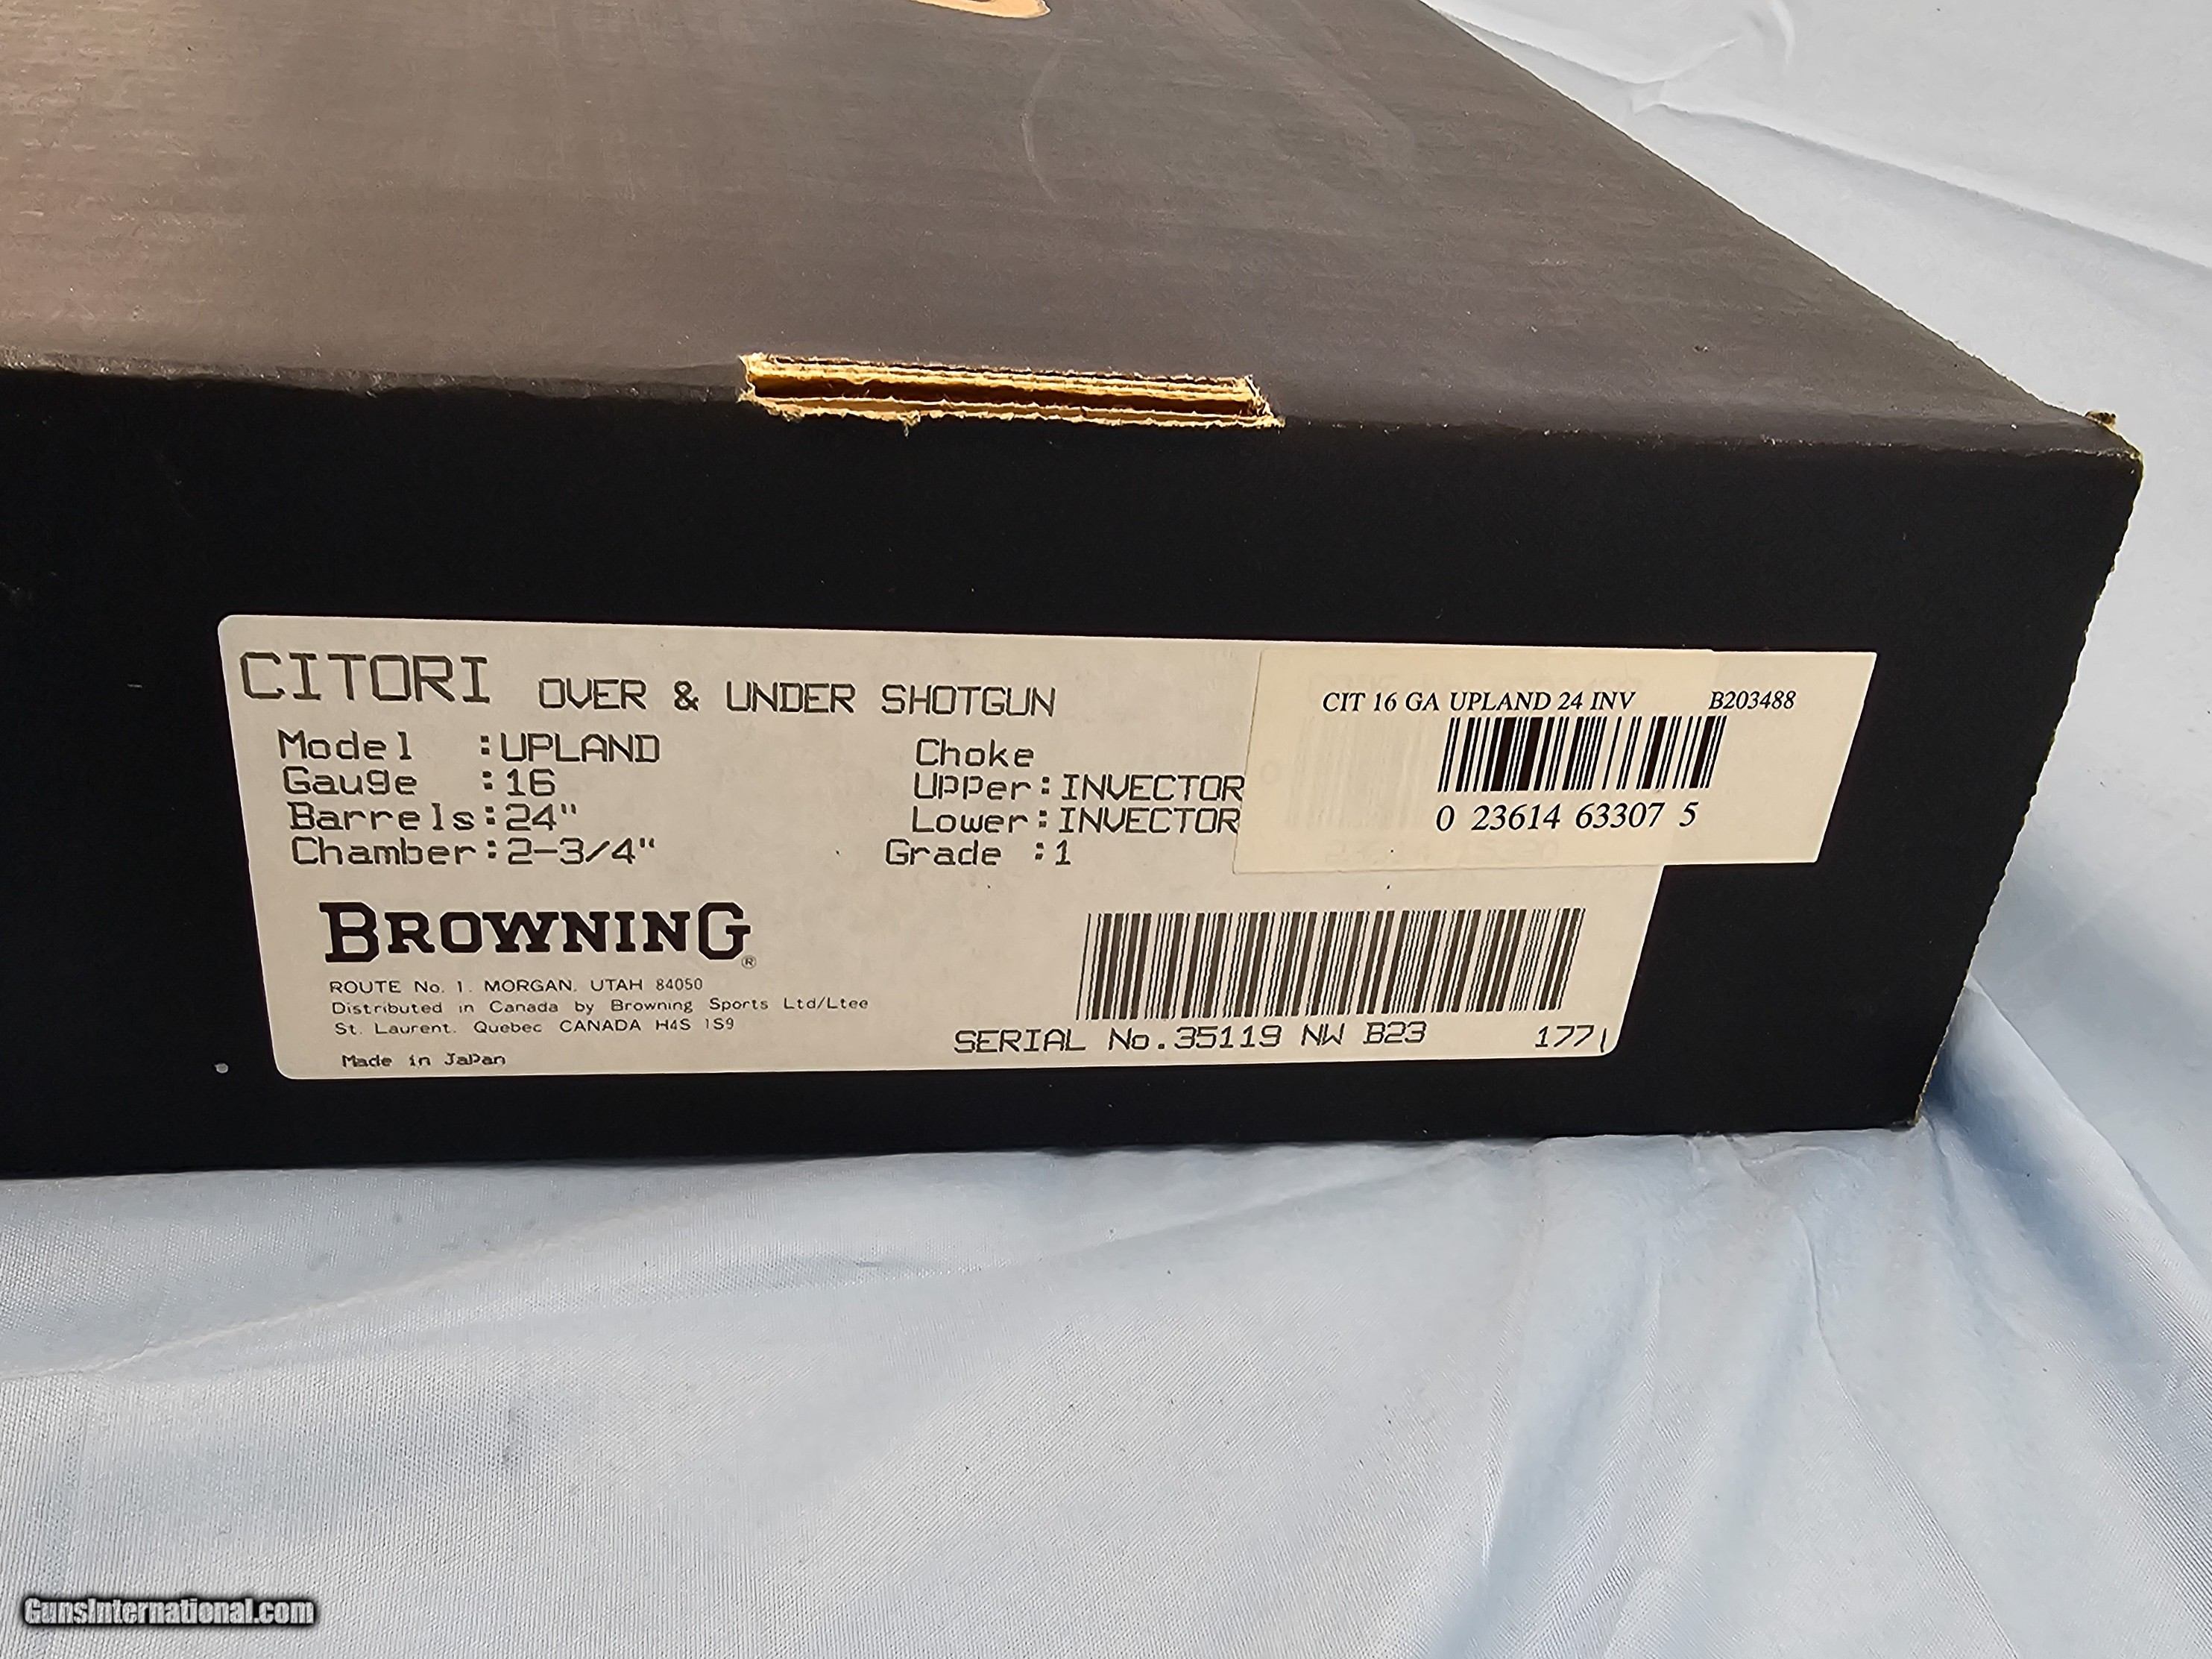 CITORI OVER & UNDER SHOTGUN
Model :UPLAND
Gauge :16
Barrels:24"
Chamber:2-3/4"
Choke
Upper:INVECTOR
Lower:INVECTOR
Grade :1
CIT 16 GA UPLAND 24 INV B203488
0 23614 63307 5
BROWNING®
ROUTE No. 1. MORGAN, UTAH 84050
Distributed in Canada by Browning Sports Ltd/Ltee
St. Laurent. Quebec CANADA H4S 1S9
Made in Japan
SERIAL No.35119 NW B23 177
GunsInternational.com